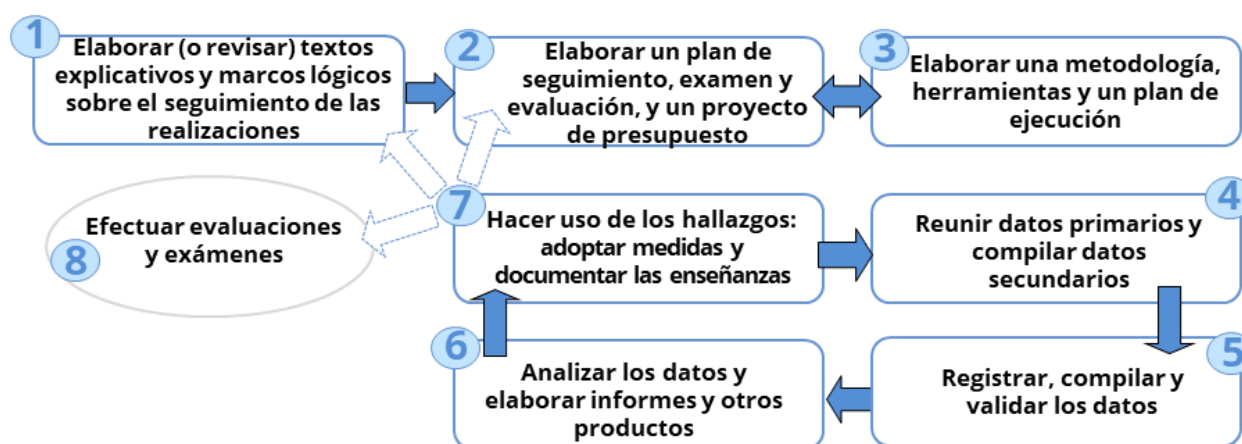 1
Elaborar (o revisar) textos
explicativos y marcos lógicos
sobre el seguimiento de las
realizaciones
2
Elaborar un plan de
seguimiento, examen y
evaluación, y un proyecto
de presupuesto
3
Elaborar una metodología,
herramientas y un plan de
ejecución
4
Reunir datos primarios y
compilar datos
secundarios
5
Registrar, compilar y
validar los datos
6
Analizar los datos y
elaborar informes y otros
productos
7
Hacer uso de los hallazgos:
adoptar medidas y
documentar las enseñanzas
8
Efectuar evaluaciones
y exámenes